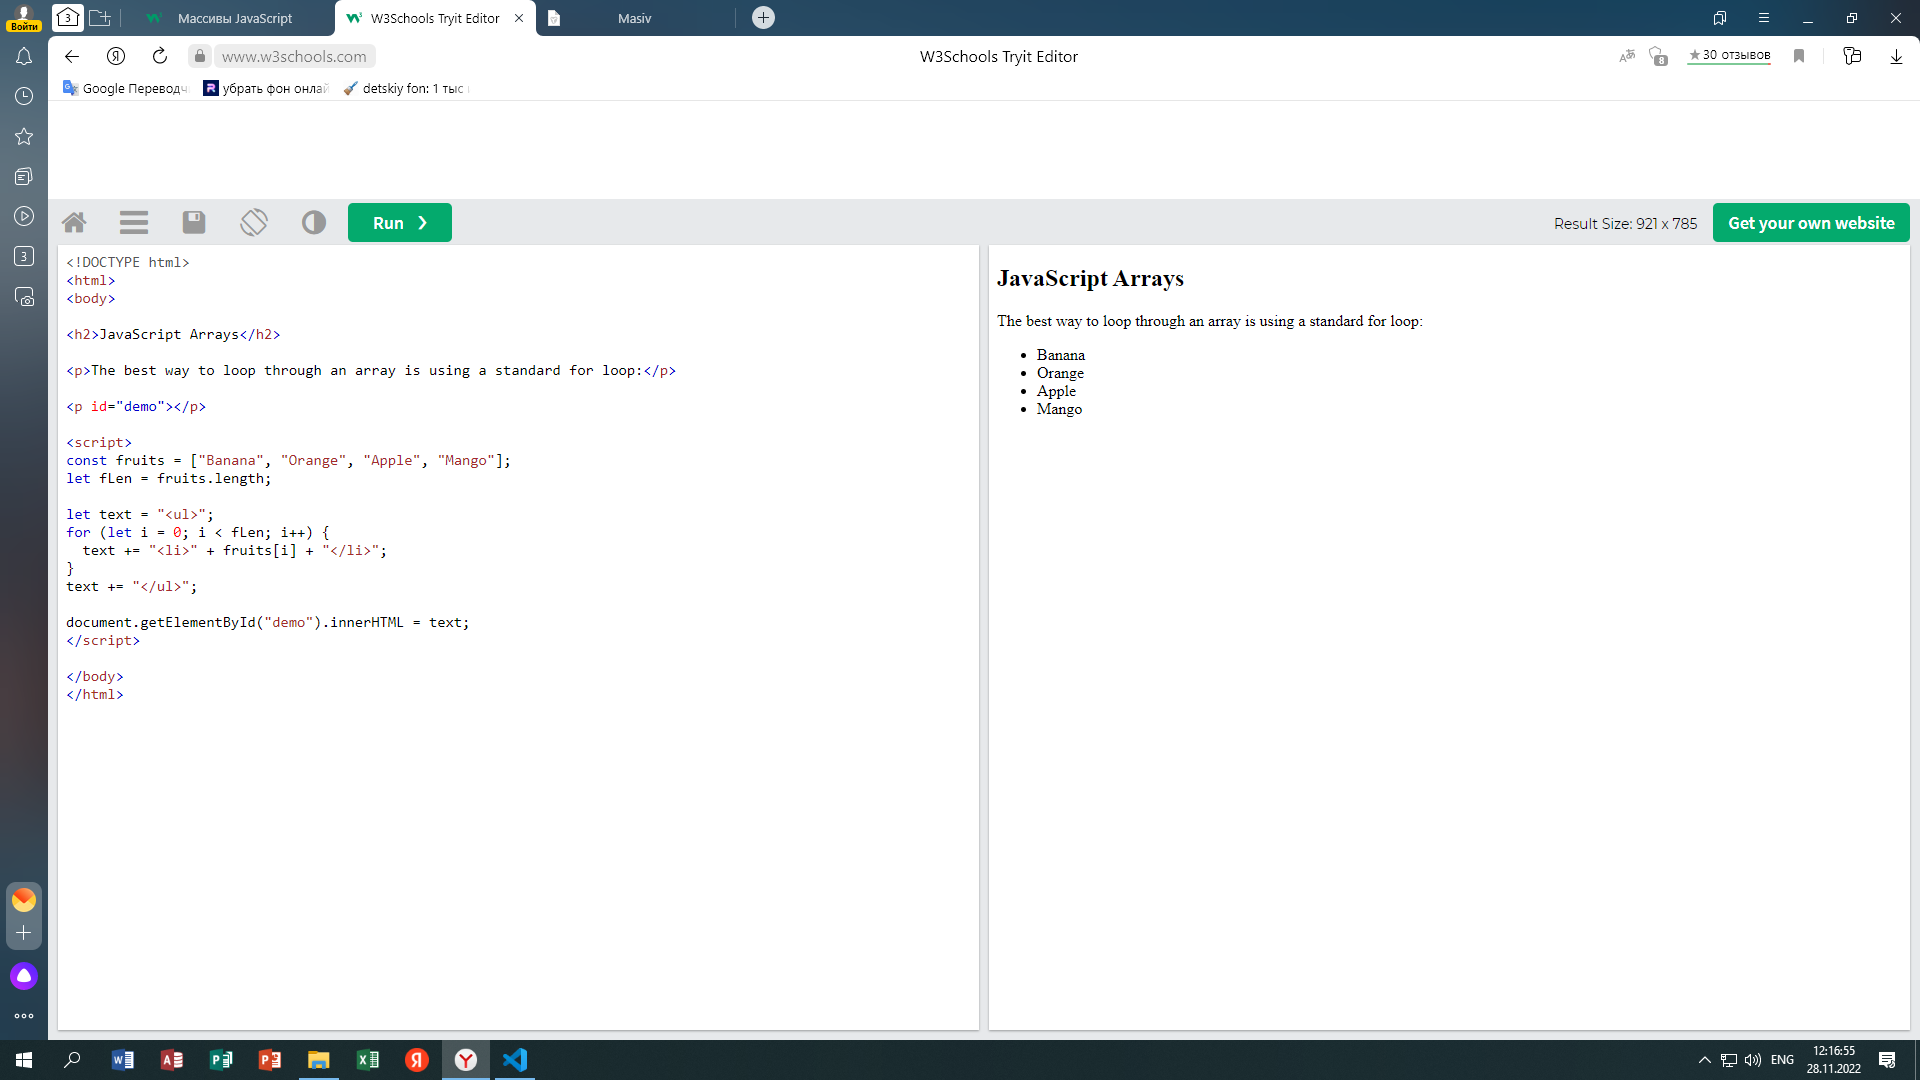 Войти
3
Массивы JavaScript
W3Schools Tryit Editor
Masiv
www.w3schools.com
W3Schools Tryit Editor
8
30 отзывов
Google Переводч
убрать фон онлай
detskiy fon: 1 тыс
3
Run ❯
Result Size: 921 x 785
Get your own website
<!DOCTYPE html>
<html>
<body>
<h2>JavaScript Arrays</h2>
<p>The best way to loop through an array is using a standard for loop:</p>
<p id="demo"></p>
<script>
const fruits = ["Banana", "Orange", "Apple", "Mango"];
let fLen = fruits.length;
let text = "<ul>";
for (let i = 0; i < fLen; i++) {
  text += "<li>" + fruits[i] + "</li>";
}
text += "</ul>";
document.getElementById("demo").innerHTML = text;
</script>
</body>
</html>
JavaScript Arrays
The best way to loop through an array is using a standard for loop:
Banana
Orange
Apple
Mango
ENG
12:16:55
28.11.2022